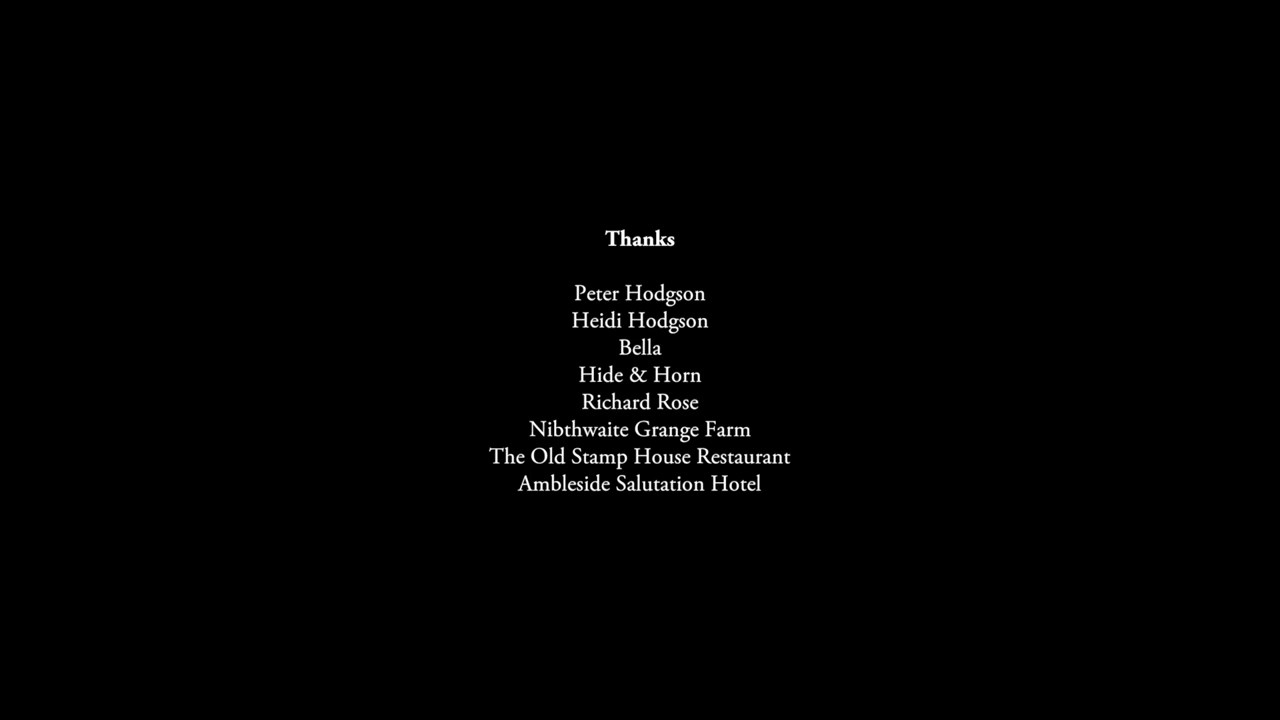 Thanks
Peter Hodgson
Heidi Hodgson
Bella
Hide & Horn
Richard Rose
Nibthwaite Grange Farm
The Old Stamp House Restaurant
Ambleside Salutation Hotel